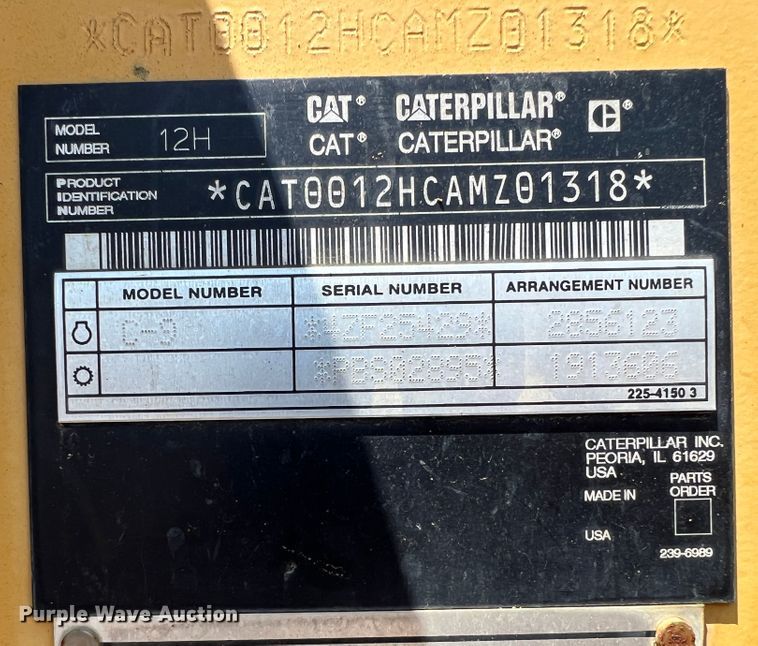 *CAT0012HCAMZ01318*
CAT® CATERPILLAR® ®
CAT® CATERPILLAR®
MODEL NUMBER 12H
PRODUCT IDENTIFICATION NUMBER *CAT0012HCAMZ01318*
MODEL NUMBER SERIAL NUMBER ARRANGEMENT NUMBER
C-9 2856123
1913606
225-4150 3
CATERPILLAR INC.
PEORIA, IL 61629
USA
MADE IN PARTS ORDER
USA
239-6989
Purple Wave Auction